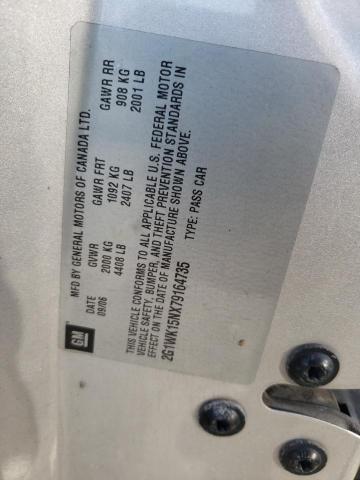 MFD BY GENERAL MOTORS OF CANADA LTD.
DATE GVWR GAWR FRT GAWR RR
09/06 2000 KG 1092 KG 908 KG
4408 LB 2407 LB 2001 LB
THIS VEHICLE CONFORMS TO ALL APPLICABLE U.S. FEDERAL MOTOR
VEHICLE SAFETY, BUMPER, AND THEFT PREVENTION STANDARDS IN
EFFECT ON THE DATE OF MANUFACTURE SHOWN ABOVE.
2G1WK15NX79164735 TYPE: PASS CAR
GM